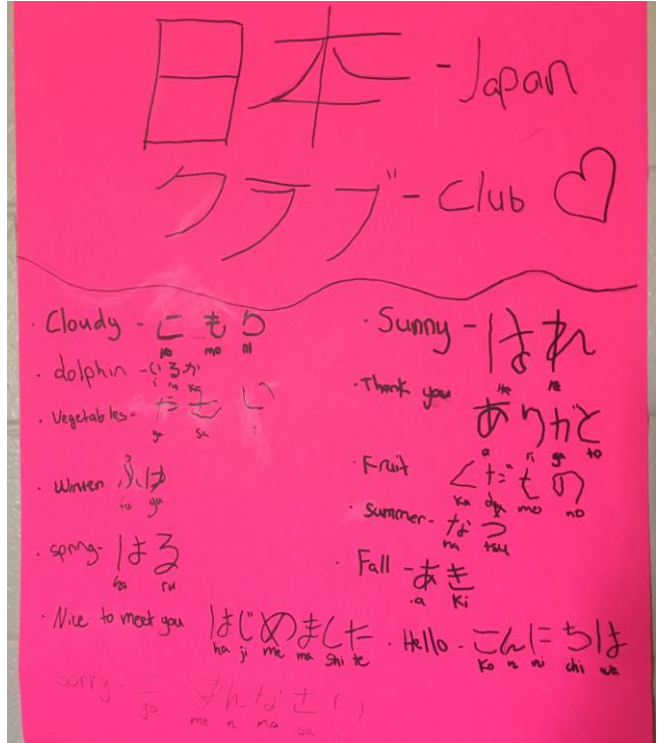 日本 - Japan
クラブ - Club
· Cloudy - こもり
ko mo ri
· dolphin - いるか
i ru ka
· Vegetables -
sa i
· Winter ふゆ
fu yu
· spring - はる
ha ru
· Nice to meet you はじめました
ha ji me ma shi te
sorry - ご めんなさい
go me n na sa i
· Sunny - はれ
Ha re
· Thank you
ありがと
a ri ga to
· Fruit くだもの
Ku da mo no
· Summer - なつ
na tsu
· Fall - あき
a Ki
· Hello - こんにちは
Ko n ni chi wa